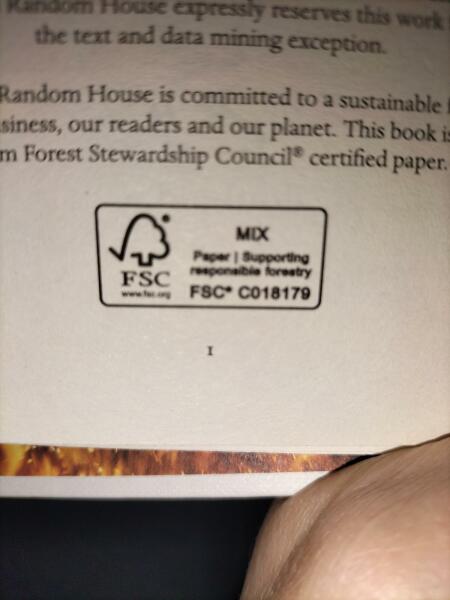 Random House expressly reserves this work
the text and data mining exception.
Random House is committed to a sustainable
siness, our readers and our planet. This book is
m Forest Stewardship Council® certified paper.
FSC
www.fsc.org
MIX
Paper | Supporting
responsible forestry
FSC® C018179
1